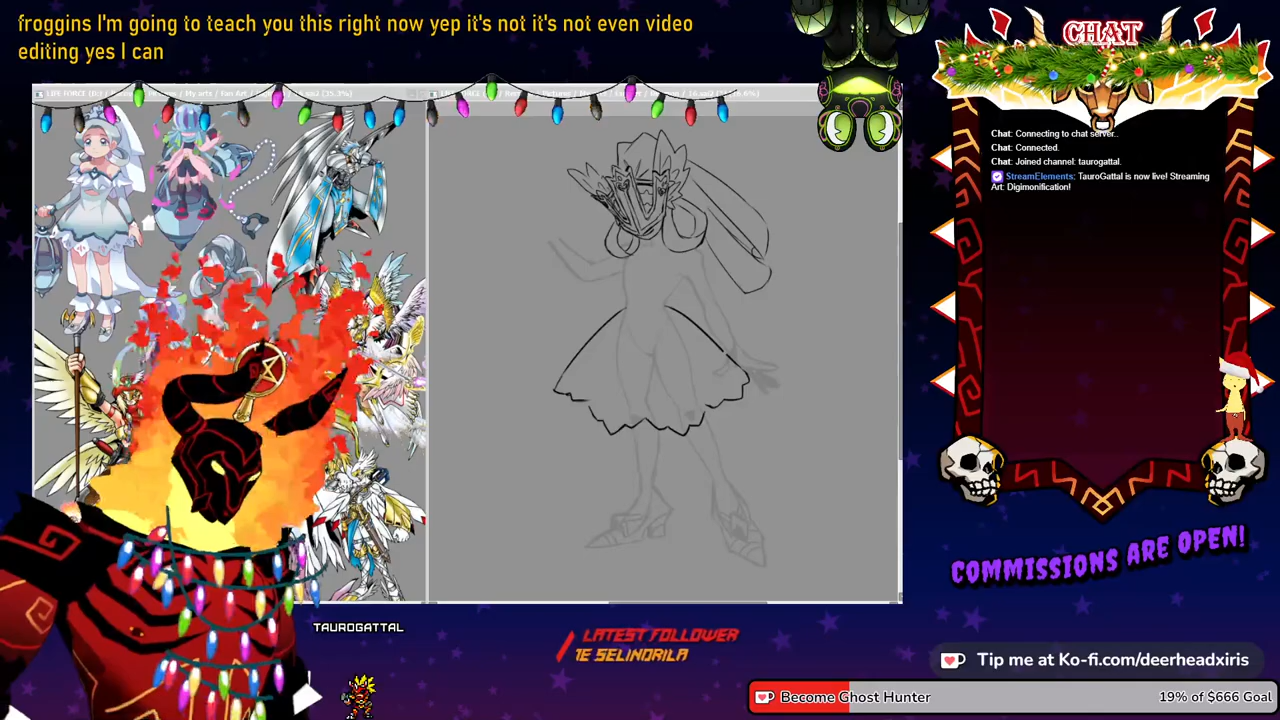 froggins I'm going to teach you this right now yep it's not it's not even video
editing yes I can
CHAT
Chat: Connecting to chat server..
Chat: Connected.
Chat: Joined channel: taurogattal.
StreamElements: TauroGattal is now live! Streaming
Art: Digimonification!
COMMISSIONS ARE OPEN!
TAUROGATTAL
LATEST FOLLOWER
1E SELINDRILA
Tip me at Ko-fi.com/deerheadxiris
Become Ghost Hunter
19% of $666 Goal